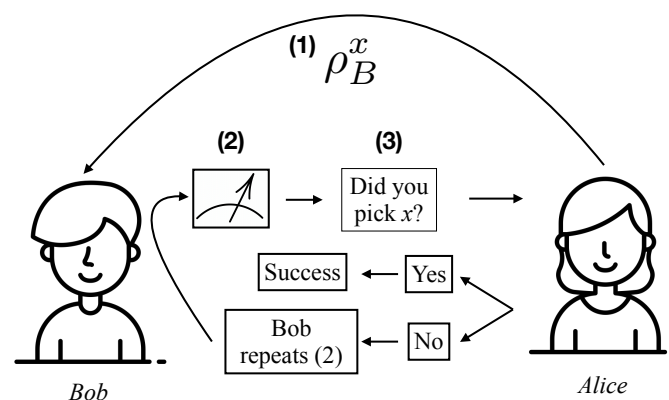 (1) ρ_B^x
(2)
(3)
Did you
pick x?
Success
Yes
Bob
repeats (2)
No
Bob
Alice